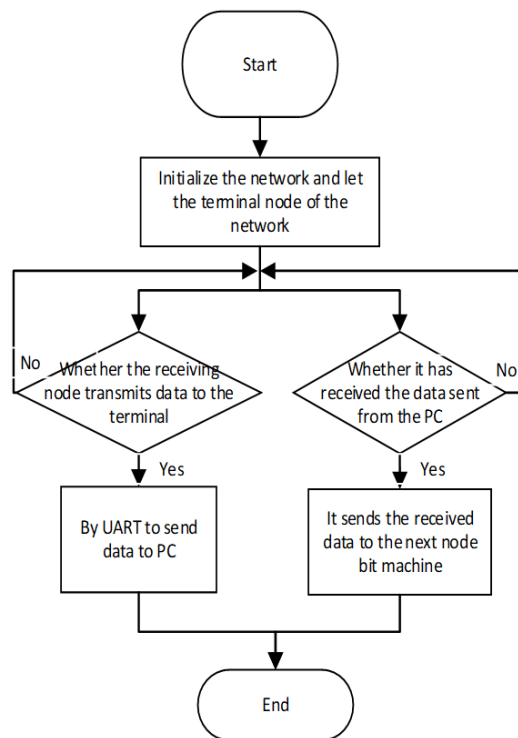 Start
Initialize the network and let
the terminal node of the
network
No
Whether the receiving
node transmits data to the
terminal
Whether it has
received the data sent
from the PC
No
Yes
Yes
By UART to send
data to PC
It sends the received
data to the next node
bit machine
End